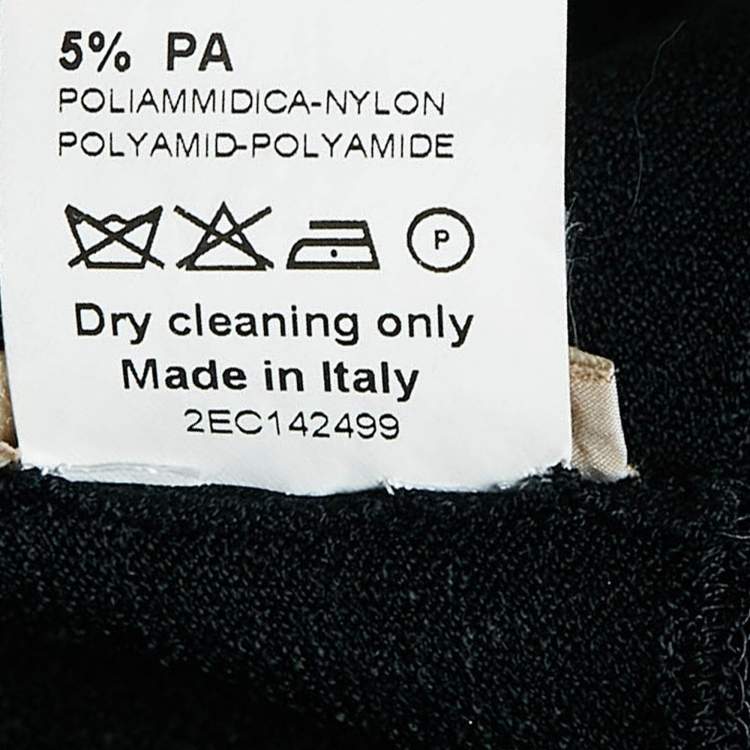 5% PA
POLIAMMIDICA-NYLON
POLYAMID-POLYAMIDE
P
Dry cleaning only
Made in Italy
2EC142499